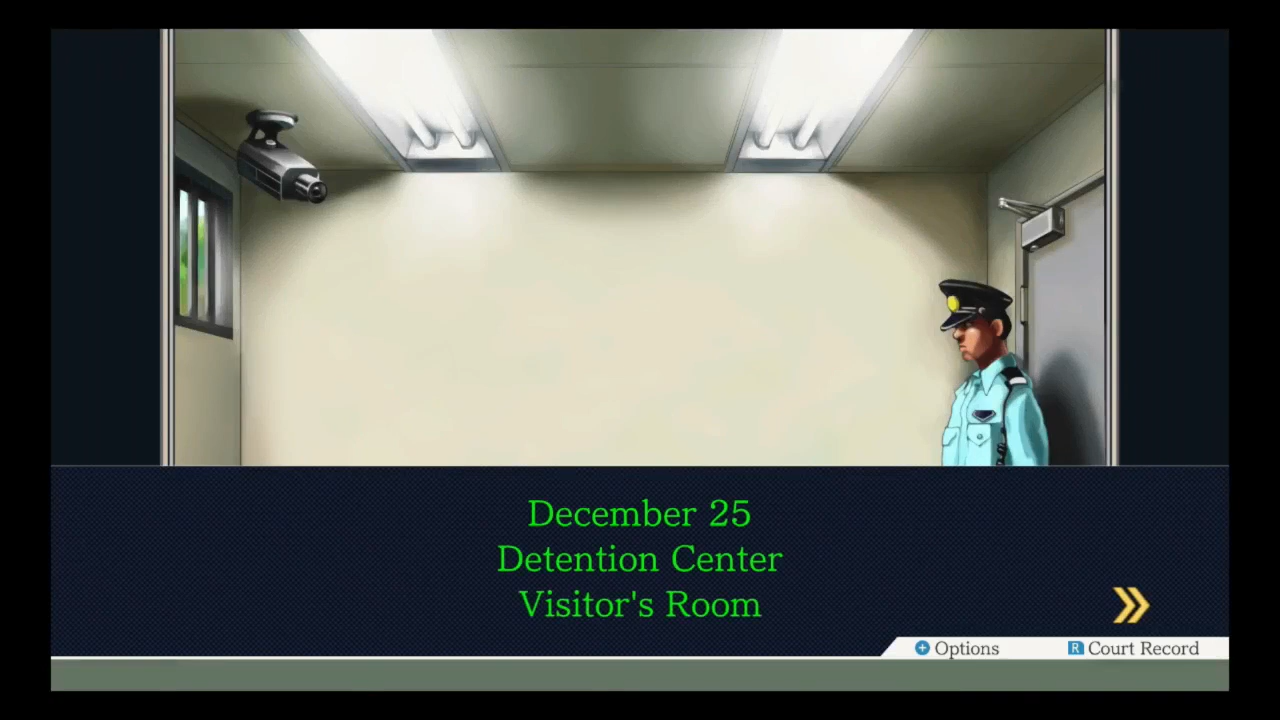 December 25
Detention Center
Visitor's Room
+ Options
R Court Record